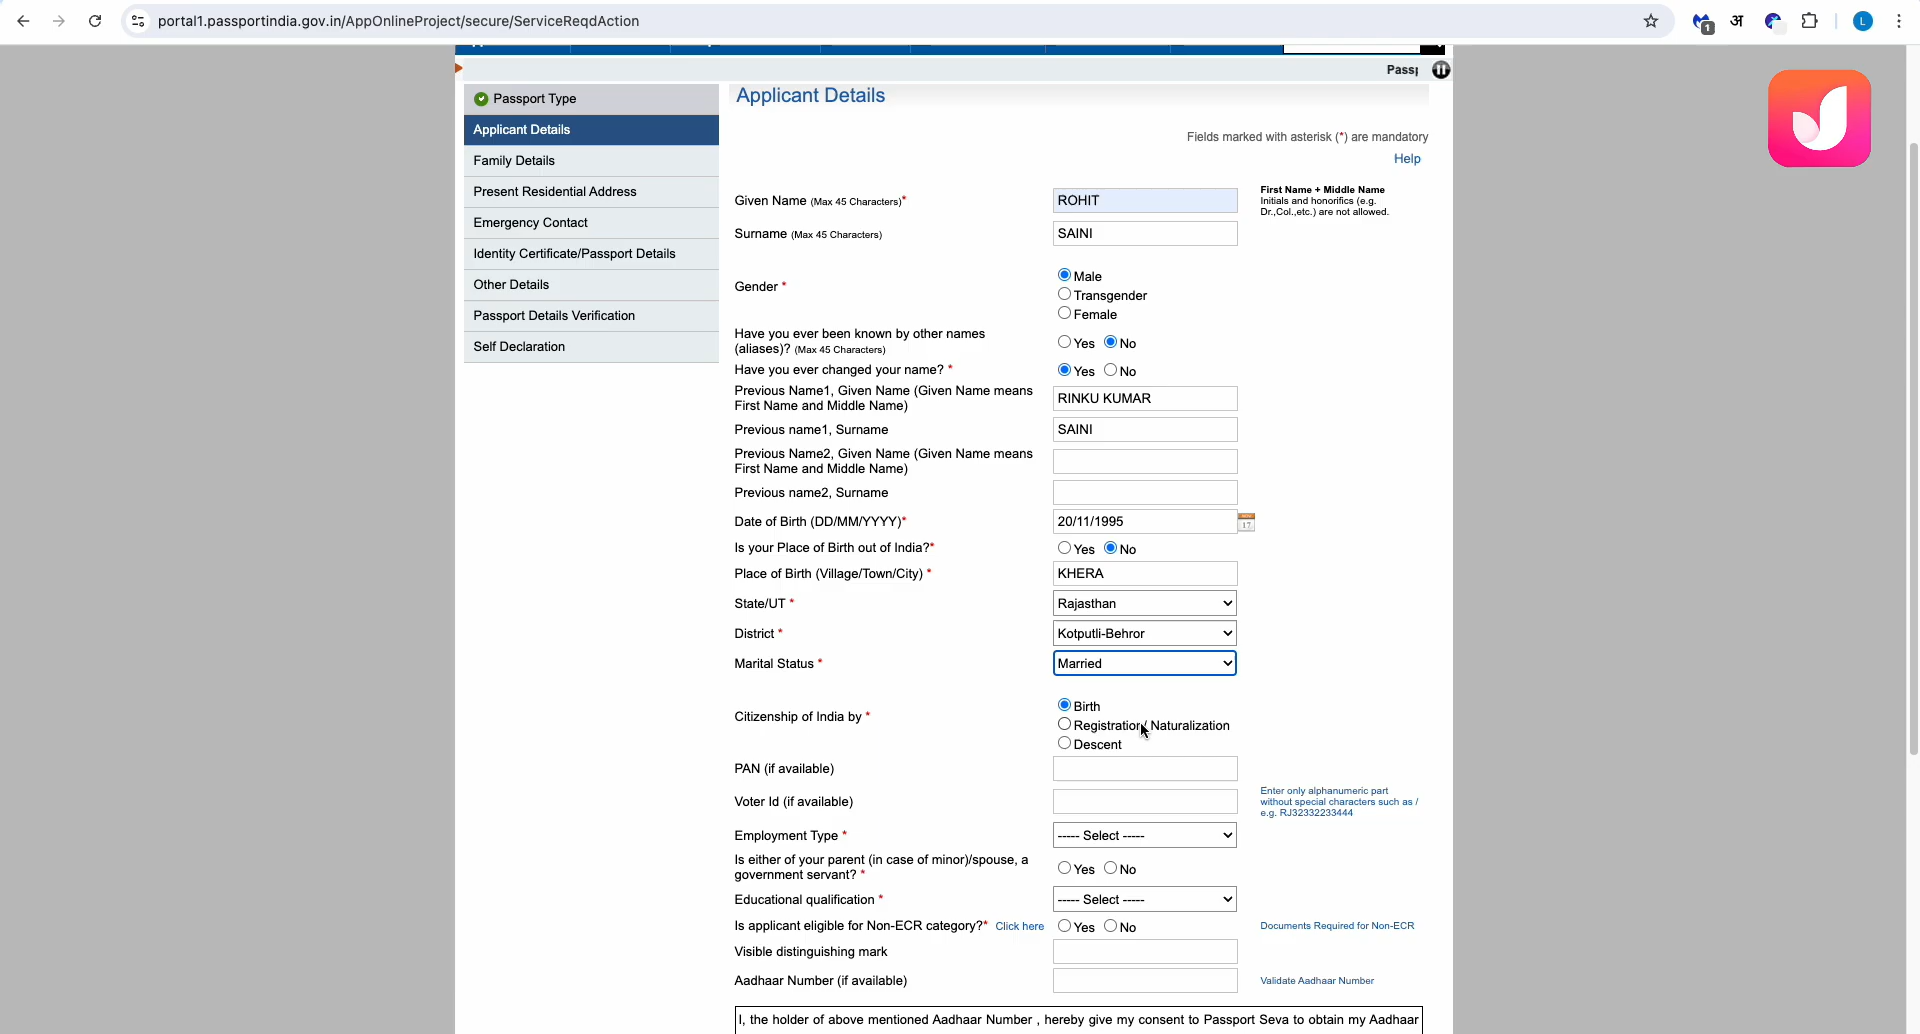 portal1.passportindia.gov.in/AppOnlineProject/secure/ServiceReqdAction
1
अ
L
Passp
Passport Type
Applicant Details
Family Details
Present Residential Address
Emergency Contact
Identity Certificate/Passport Details
Other Details
Passport Details Verification
Self Declaration
Applicant Details
Fields marked with asterisk (*) are mandatory
Help
Given Name (Max 45 Characters)* ROHIT
First Name + Middle Name
Initials and honorifics (e.g.
Dr.,Col.,etc.) are not allowed.
Surname (Max 45 Characters) SAINI
Gender *
Male
Transgender
Female
Have you ever been known by other names
(aliases)? (Max 45 Characters)
Yes No
Have you ever changed your name? * Yes No
Previous Name1, Given Name (Given Name means
First Name and Middle Name)
RINKU KUMAR
Previous name1, Surname SAINI
Previous Name2, Given Name (Given Name means
First Name and Middle Name)
Previous name2, Surname
Date of Birth (DD/MM/YYYY)* 20/11/1995
17
Is your Place of Birth out of India?* Yes No
Place of Birth (Village/Town/City) * KHERA
State/UT * Rajasthan
District * Kotputli-Behror
Marital Status * Married
Citizenship of India by *
Birth
Registration/ Naturalization
Descent
PAN (if available)
Voter Id (if available)
Enter only alphanumeric part
without special characters such as /
e.g. RJ32332233444
Employment Type * ----- Select -----
Is either of your parent (in case of minor)/spouse, a
government servant? *
Yes No
Educational qualification * ----- Select -----
Is applicant eligible for Non-ECR category?* Click here Yes No Documents Required for Non-ECR
Visible distinguishing mark
Aadhaar Number (if available) Validate Aadhaar Number
I, the holder of above mentioned Aadhaar Number , hereby give my consent to Passport Seva to obtain my Aadhaar